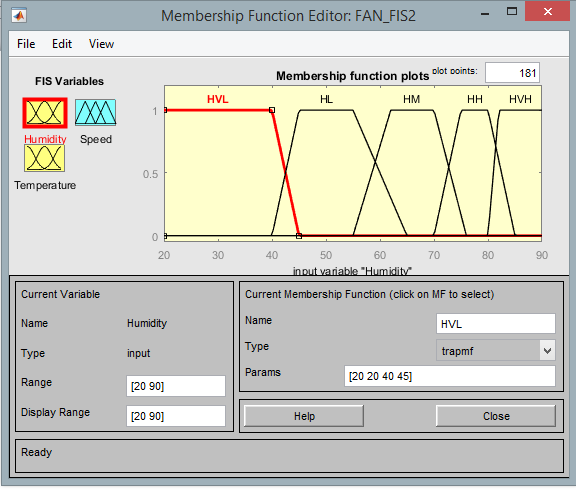 Membership Function Editor: FAN_FIS2
File Edit View
FIS Variables
Humidity
Speed
Temperature
Membership function plots
plot points:
181
HVL HL HM HH HVH
1
0.5
0
20 30 40 50 60 70 80 90
input variable "Humidity"
Current Variable
Name Humidity
Type input
Range [20 90]
Display Range [20 90]
Current Membership Function (click on MF to select)
Name HVL
Type trapmf
Params [20 20 40 45]
Help Close
Ready